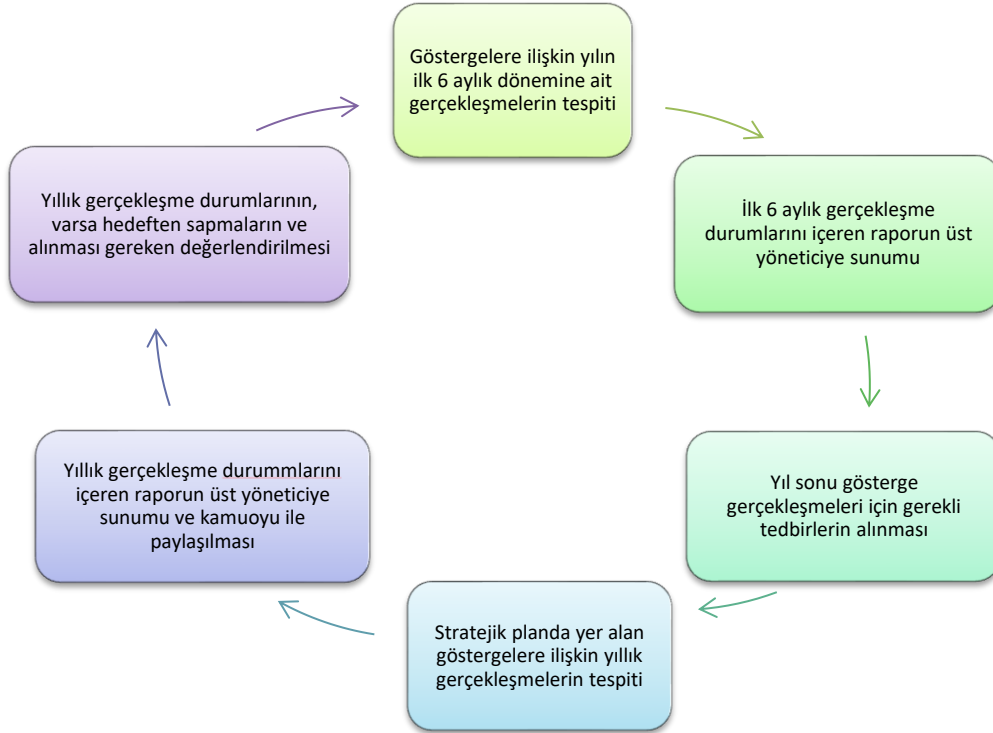 Göstergelere ilişkin yılın
ilk 6 aylık dönemine ait
gerçekleşmelerin tespiti
İlk 6 aylık gerçekleşme
durumlarını içeren raporun üst
yöneticiye sunumu
Yıl sonu gösterge
gerçekleşmeleri için gerekli
tedbirlerin alınması
Stratejik planda yer alan
göstergelere ilişkin yıllık
gerçekleşmelerin tespiti
Yıllık gerçekleşme durummlarını
içeren raporun üst yöneticiye
sunumu ve kamuoyu ile
paylaşılması
Yıllık gerçekleşme durumlarının,
varsa hedeften sapmaların ve
alınması gereken değerlendirilmesi